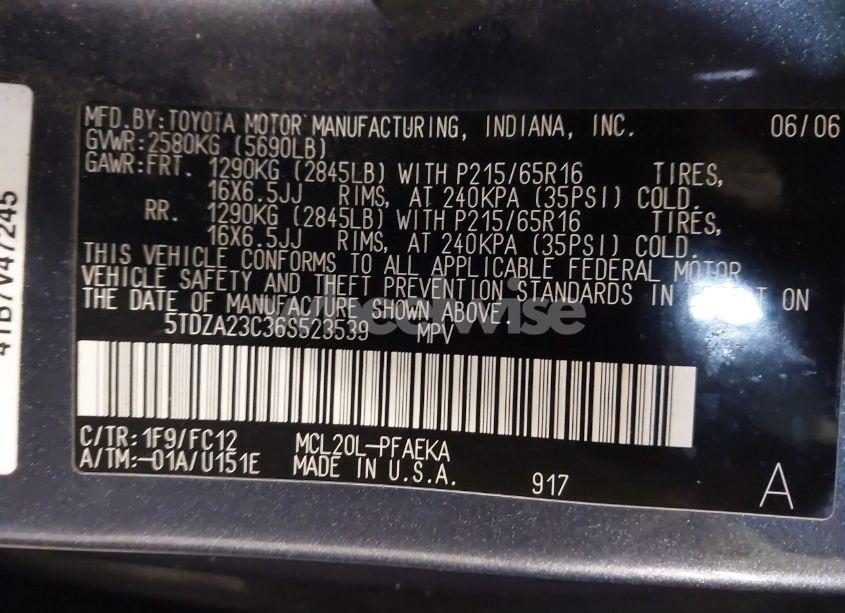 MFD.BY:TOYOTA MOTOR MANUFACTURING, INDIANA, INC. 06/06
GVWR:2580KG (5690LB)
GAWR:FRT. 1290KG (2845LB) WITH P215/65R16 TIRES,
16X6.5JJ RIMS, AT 240KPA (35PSI) COLD.
RR. 1290KG (2845LB) WITH P215/65R16 TIRES,
16X6.5JJ RIMS, AT 240KPA (35PSI) COLD.
THIS VEHICLE CONFORMS TO ALL APPLICABLE FEDERAL MOTOR
VEHICLE SAFETY AND THEFT PREVENTION STANDARDS IN EFFECT ON
THE DATE OF MANUFACTURE SHOWN ABOVE.
wheelwise
5TDZA23C36S523539 MPV
C/TR:1F9/FC12 MCL20L-PFAEKA
A/TM:-01A/U151E MADE IN U.S.A. 917 A
41B7V47245